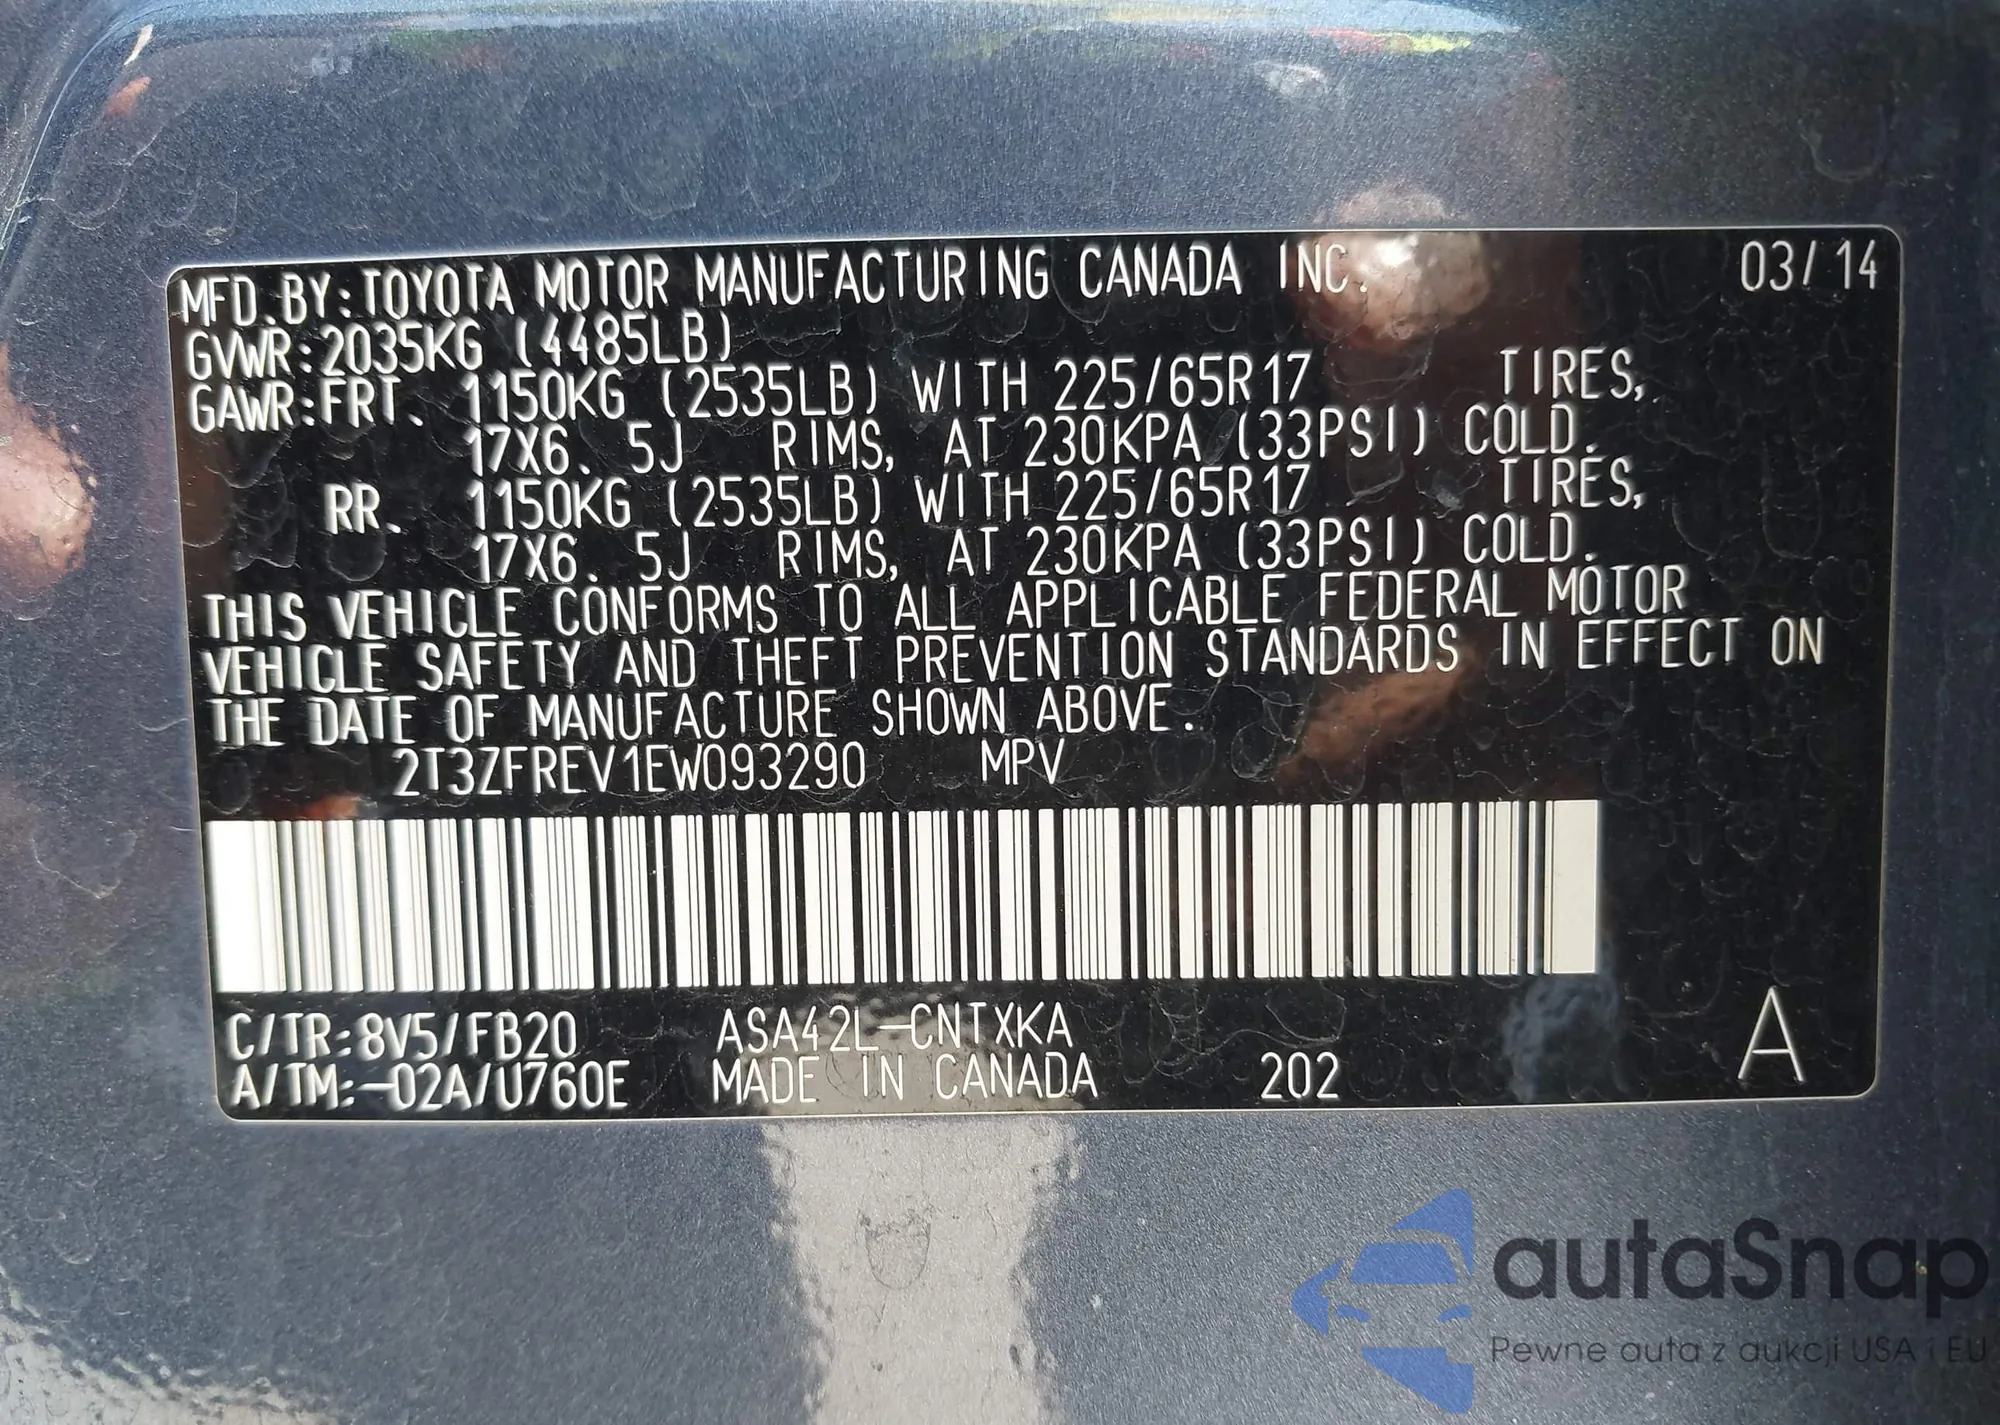 MFD. BY: TOYOTA MOTOR MANUFACTURING CANADA INC. 03/14
GVWR: 2035KG (4485LB)
GAWR: FRT. 1150KG (2535LB) WITH 225/65R17 TIRES,
17X6. 5J RIMS, AT 230KPA (33PSI) COLD.
RR. 1150KG (2535LB) WITH 225/65R17 TIRES,
17X6. 5J RIMS, AT 230KPA (33PSI) COLD.
THIS VEHICLE CONFORMS TO ALL APPLICABLE FEDERAL MOTOR
VEHICLE SAFETY AND THEFT PREVENTION STANDARDS IN EFFECT ON
THE DATE OF MANUFACTURE SHOWN ABOVE.
2T3ZFREV1EW093290 MPV
C/TR: 8V5/FB20 ASA42L-CNTXKA A
A/TM: -02A/U760E MADE IN CANADA 202
autaSnap
Pewne auta z aukcji USA i EU